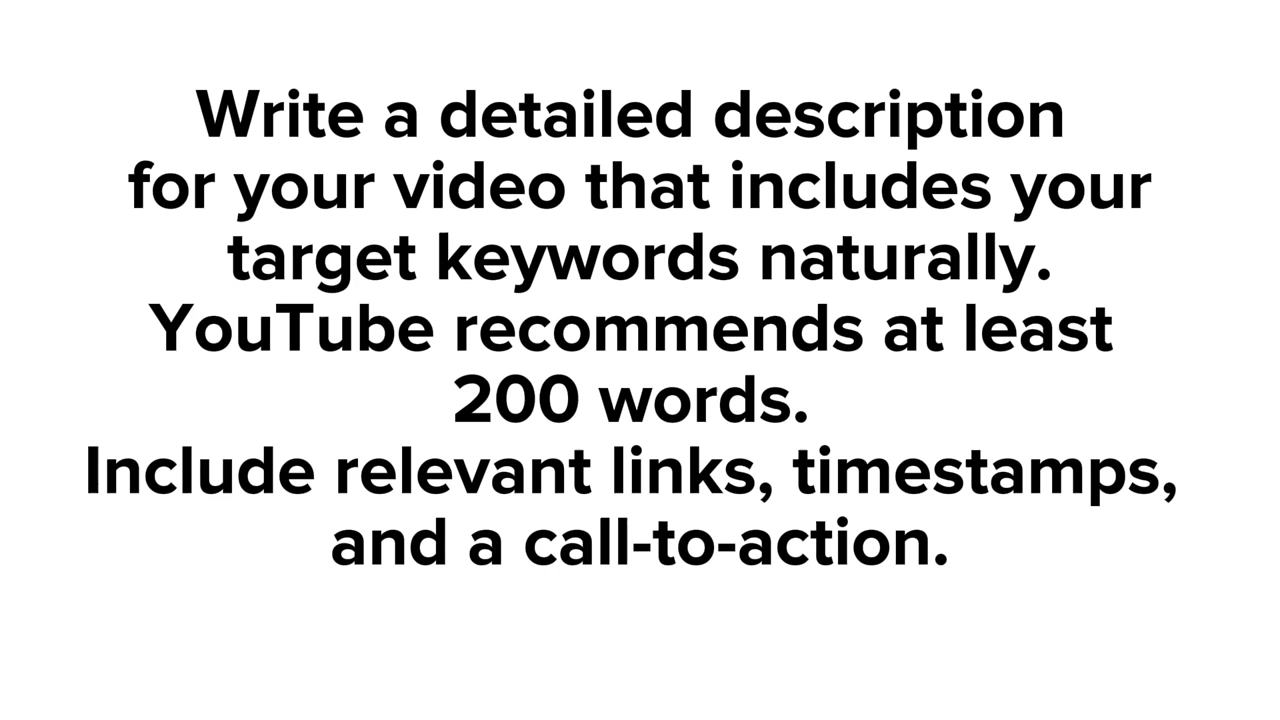 Write a detailed description
for your video that includes your
target keywords naturally.
YouTube recommends at least
200 words.
Include relevant links, timestamps,
and a call-to-action.